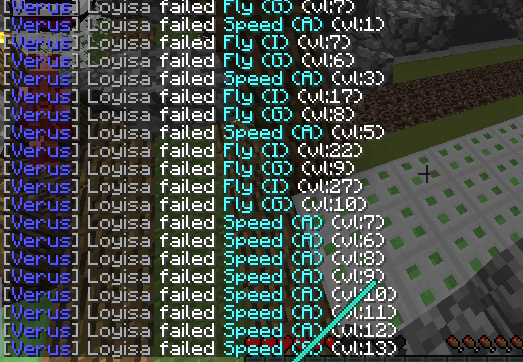 [Verus] Loyisa failed Fly (G) (vl:7)
[Verus] Loyisa failed Speed (A) (vl:1)
[Verus] Loyisa failed Fly (I) (vl:7)
[Verus] Loyisa failed Fly (G) (vl:6)
[Verus] Loyisa failed Speed (A) (vl:3)
[Verus] Loyisa failed Fly (I) (vl:17)
[Verus] Loyisa failed Fly (G) (vl:8)
[Verus] Loyisa failed Speed (A) (vl:5)
[Verus] Loyisa failed Fly (I) (vl:22)
[Verus] Loyisa failed Fly (G) (vl:9)
[Verus] Loyisa failed Fly (I) (vl:27)
[Verus] Loyisa failed Fly (G) (vl:10)
[Verus] Loyisa failed Speed (A) (vl:7)
[Verus] Loyisa failed Speed (A) (vl:6)
[Verus] Loyisa failed Speed (A) (vl:8)
[Verus] Loyisa failed Speed (A) (vl:9)
[Verus] Loyisa failed Speed (A) (vl:10)
[Verus] Loyisa failed Speed (A) (vl:11)
[Verus] Loyisa failed Speed (A) (vl:12)
[Verus] Loyisa failed Speed (vl:13)